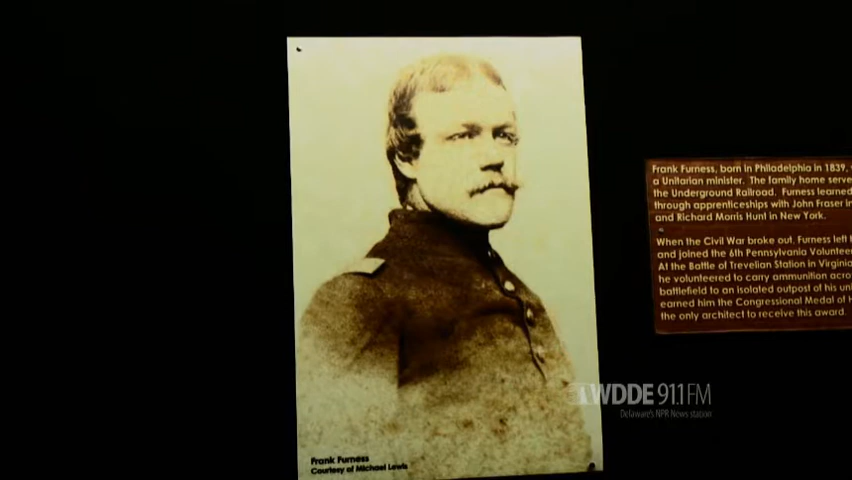 Frank Furness, born in Philadelphia in 1839,
a Unitarian minister. The family home serve
the Underground Railroad. Furness learned
through apprenticeships with John Fraser in
and Richard Morris Hunt in New York.
When the Civil War broke out, Furness left
and joined the 6th Pennsylvania Volunteer
At the Battle of Trevelian Station in Virginia
he volunteered to carry ammunition acro
battlefield to an isolated outpost of his un
earned him the Congressional Medal of H
the only architect to receive this award.
WDDE 91.1 FM
Delaware's NPR News station
Frank Furness
Courtesy of Michael Lewis